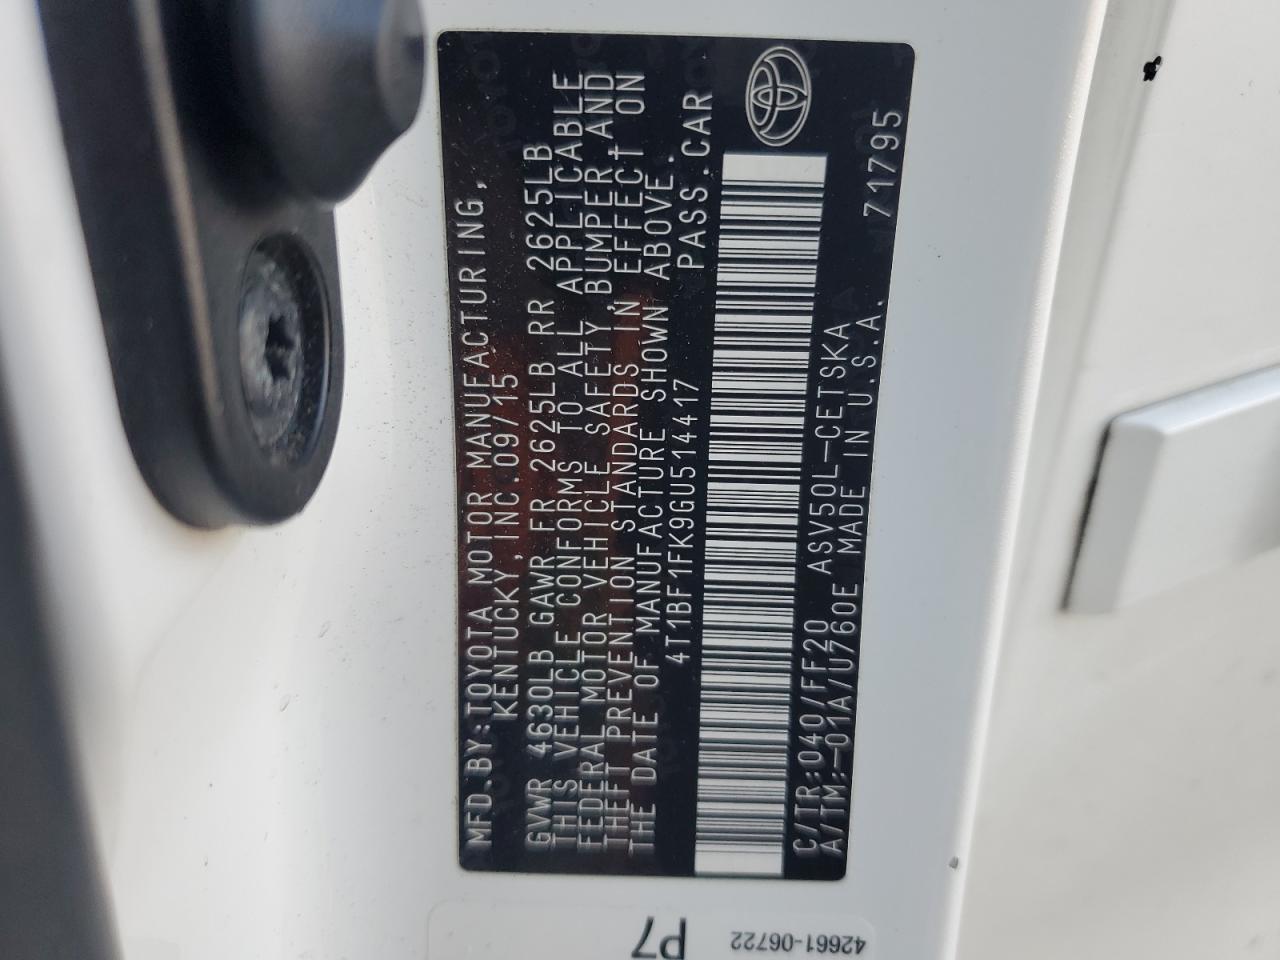 MFD.BY:TOYOTA MOTOR MANUFACTURING,
KENTUCKY,INC.09/15
GVWR 4630LB GAWR FR 2625LB RR 2625LB
THIS VEHICLE CONFORMS TO ALL APPLICABLE
FEDERAL MOTOR VEHICLE SAFETY,BUMPER,AND
THEFT PREVENTION STANDARDS IN EFFECT ON
THE DATE OF MANUFACTURE SHOWN ABOVE.
4T1BF1FK9GU514417 PASS.CAR
C/TR:040/FF20 ASV50L-CETSKA 71795
A/TM:-01A/U760E MADE IN U.S.A.
P7
42661-06722